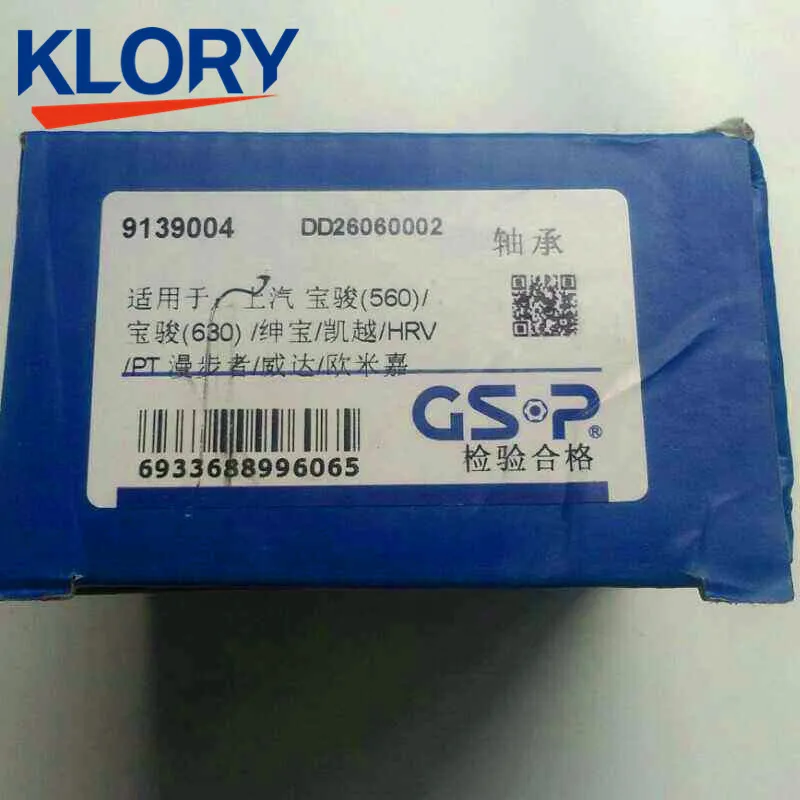 KLORY
9139004 DD26060002 轴承
适用于 上汽 宝骏(560)/
宝骏(630) /绅宝/凯越/HRV
/PT 漫步者/威达/欧米嘉
GSP®
6933688996065 检验合格